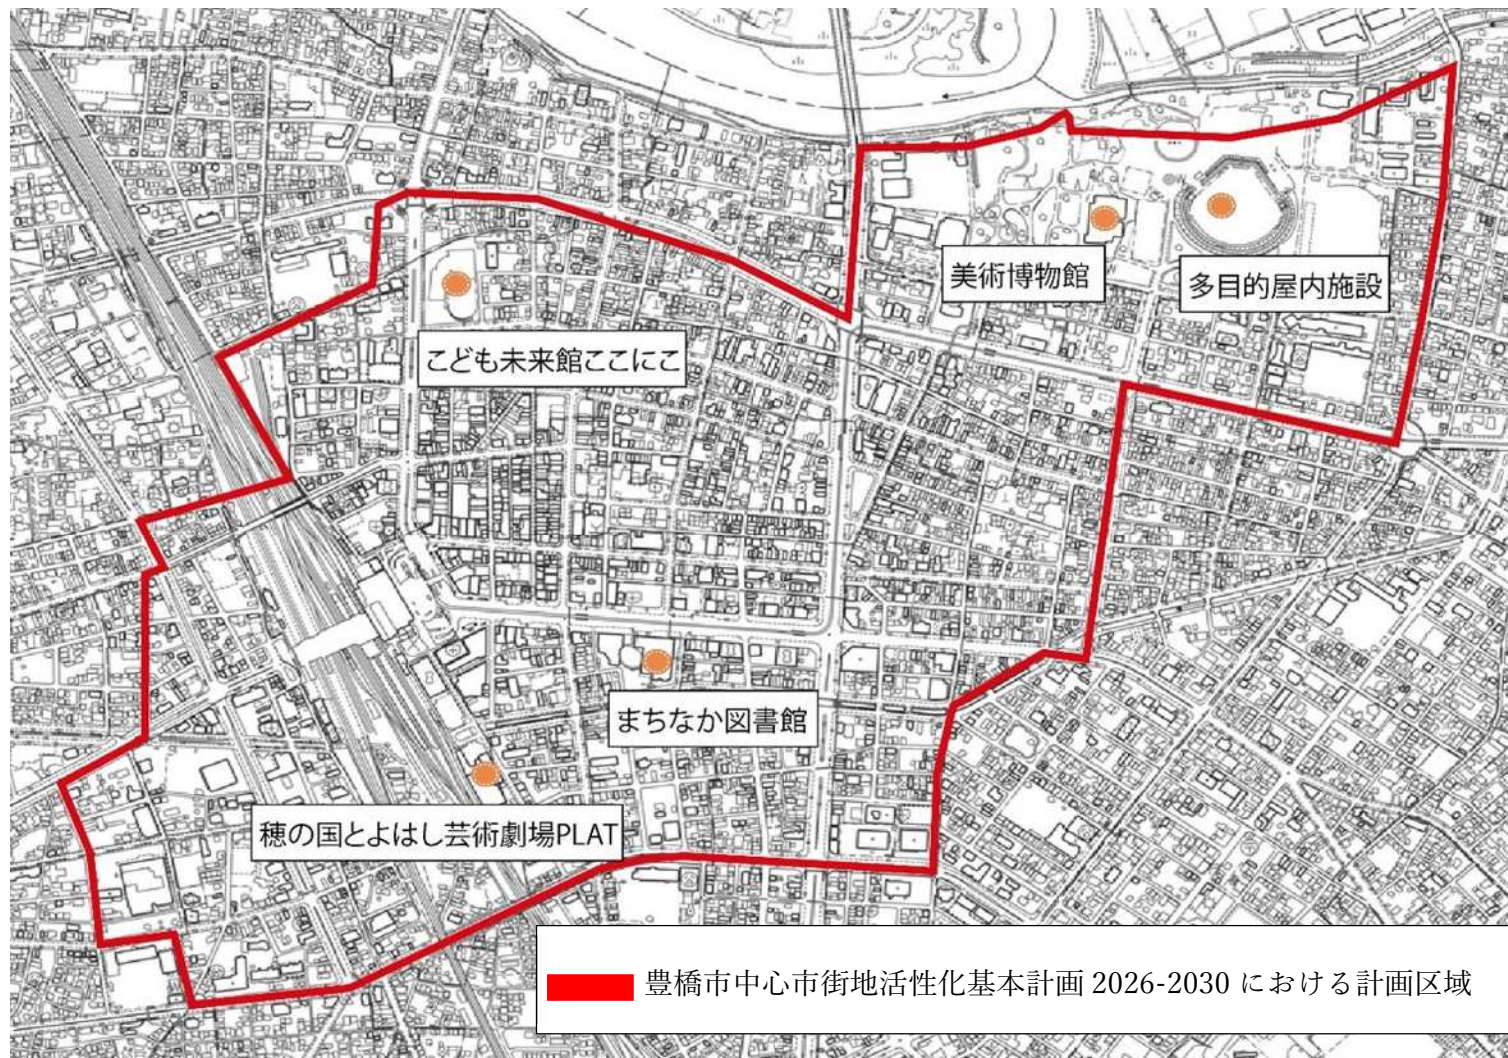 美術博物館
多目的屋内施設
こども未来館ここにこ
まちなか図書館
穂の国とよはし芸術劇場PLAT
豊橋市中心市街地活性化基本計画 2026-2030 における計画区域